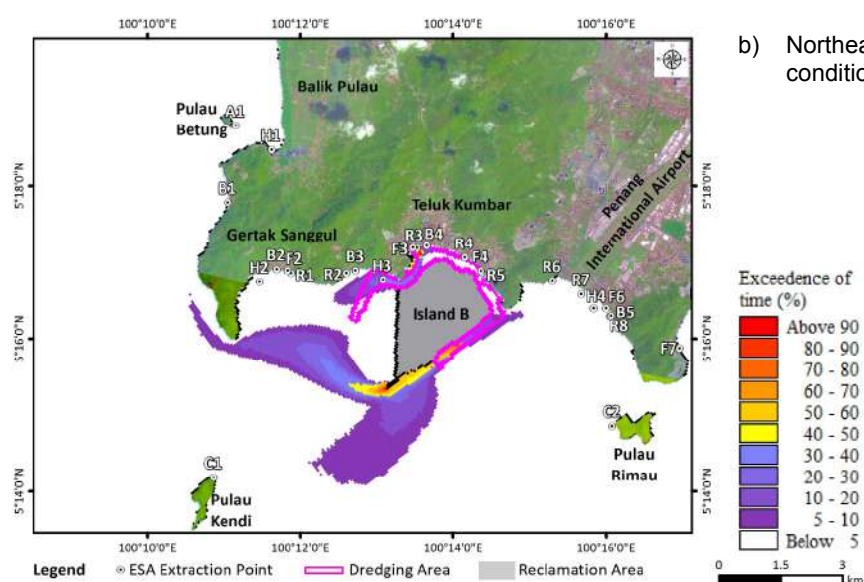 100°10'0"E 100°12'0"E 100°14'0"E 100°16'0"E
b) Northea
conditio
Balik Pulau
Pulau
Betung
A1
H1
5°18'0"N
5°18'0"N
B1
Penang
International Airport
Teluk Kumbar
Gertak Sanggul
R3 B4
F3
R4
F4
B2
F2
B3
H2
R1
R2
H3
R5
R6
R7
H4 F6
B5
R8
Island B
5°16'0"N
5°16'0"N
F7
C2
Pulau
Rimau
C1
Pulau
Kendi
5°14'0"N
5°14'0"N
100°10'0"E 100°12'0"E 100°14'0"E 100°16'0"E
Exceedence of
time (%)
Above 90
80 - 90
70 - 80
60 - 70
50 - 60
40 - 50
30 - 40
20 - 30
10 - 20
5 - 10
Below 5
Legend ESA Extraction Point Dredging Area Reclamation Area
0 1.5 3
km